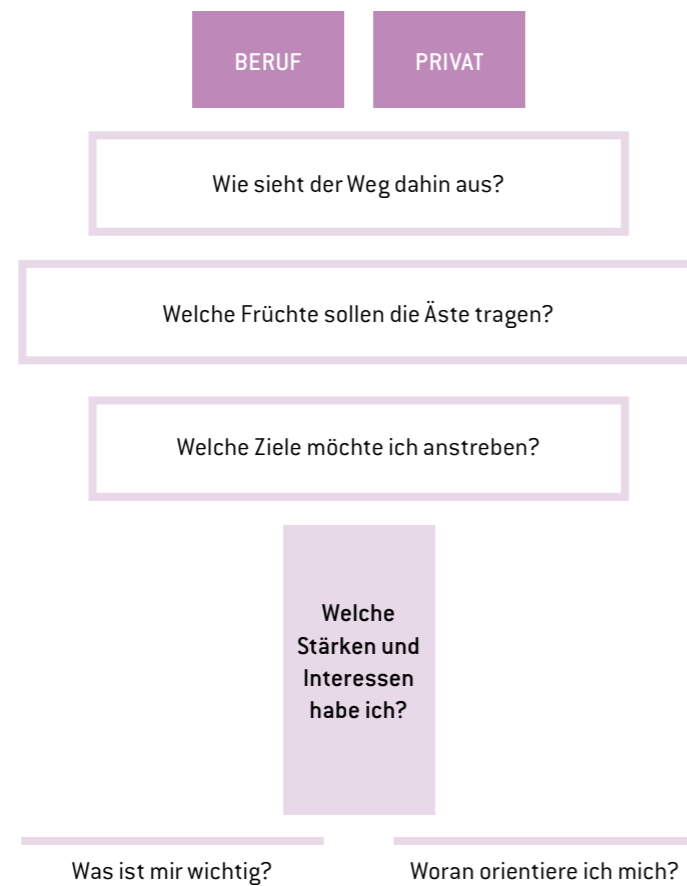 BERUF
PRIVAT
Wie sieht der Weg dahin aus?
Welche Früchte sollen die Äste tragen?
Welche Ziele möchte ich anstreben?
Welche
Stärken und
Interessen
habe ich?
Was ist mir wichtig?
Woran orientiere ich mich?